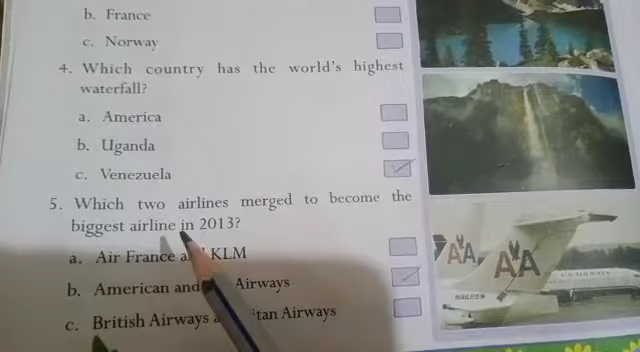 b. France
c. Norway
4. Which country has the world's highest
waterfall?
a. America
b. Uganda
c. Venezuela
5. Which two airlines merged to become the
biggest airline in 2013?
a. Air France KLM
b. American and Airways
c. British Airways Airways
AA AA